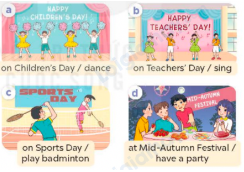 a
HAPPY
CHILDREN'S DAY!
on Children's Day / dance
b
HAPPY
TEACHERS' DAY!
on Teachers' Day / sing
c
SPORTS
DAY
on Sports Day /
play badminton
d
MID-AUTUMN
FESTIVAL
at Mid-Autumn Festival /
have a party